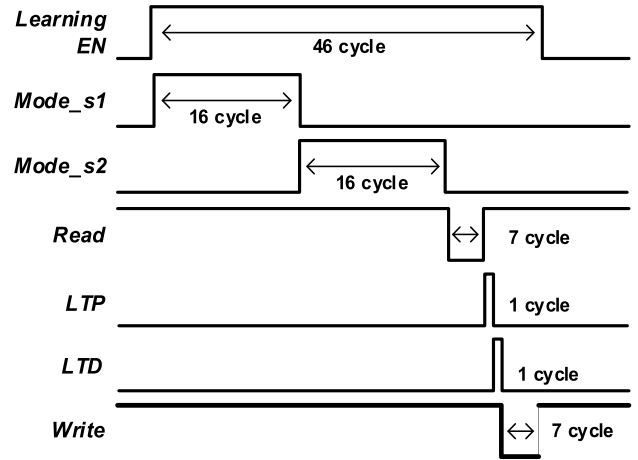 Learning
EN
46 cycle
Mode_s1
16 cycle
Mode_s2
16 cycle
Read
7 cycle
LTP
1 cycle
LTD
1 cycle
Write
7 cycle